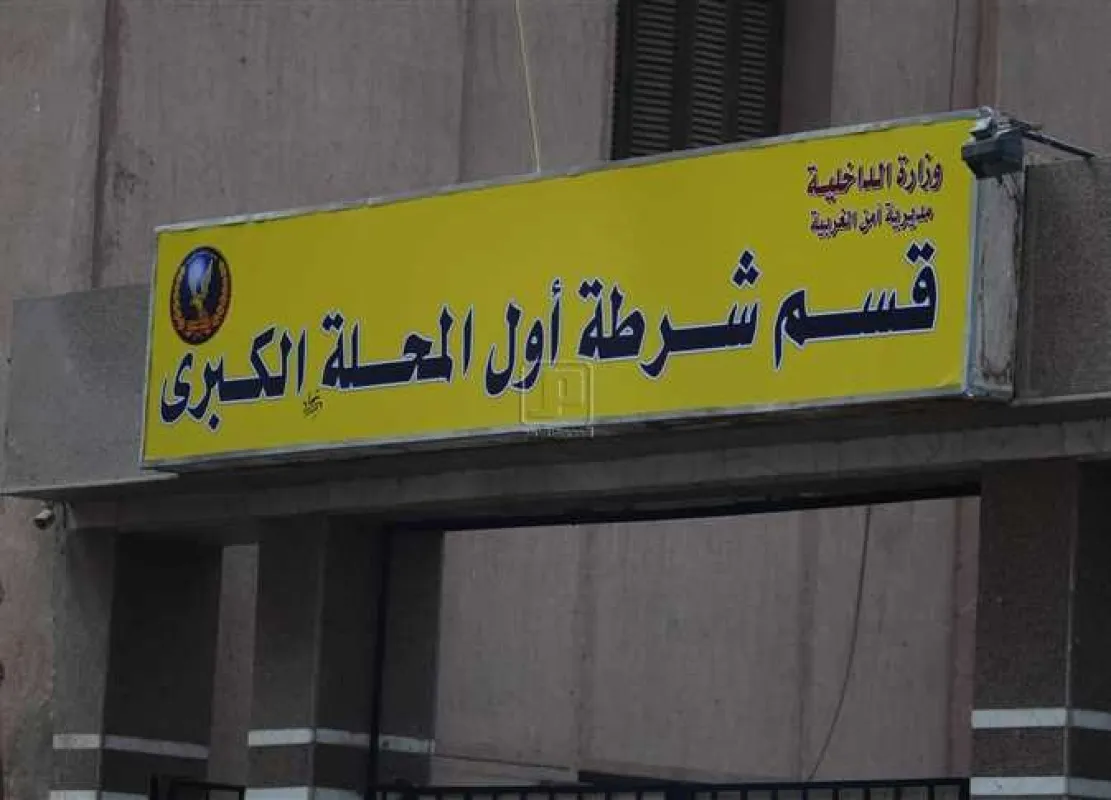 وزارة الداخلية
مديرية أمن الغربية
قسم شرطة أول المحلة الكبرى